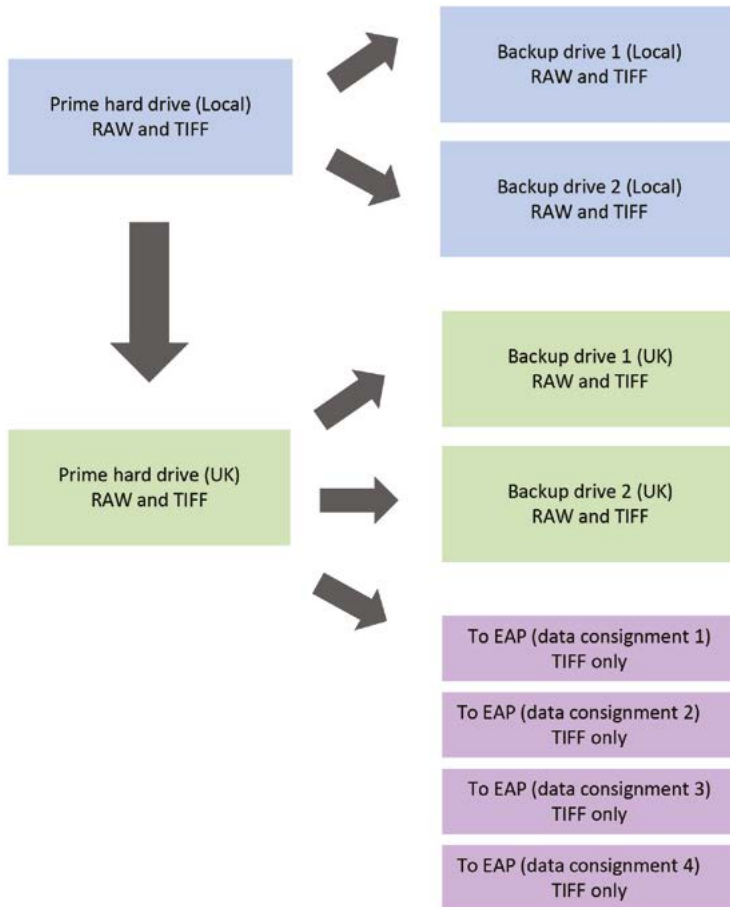 Prime hard drive (Local)
RAW and TIFF
Backup drive 1 (Local)
RAW and TIFF
Backup drive 2 (Local)
RAW and TIFF
Prime hard drive (UK)
RAW and TIFF
Backup drive 1 (UK)
RAW and TIFF
Backup drive 2 (UK)
RAW and TIFF
To EAP (data consignment 1)
TIFF only
To EAP (data consignment 2)
TIFF only
To EAP (data consignment 3)
TIFF only
To EAP (data consignment 4)
TIFF only